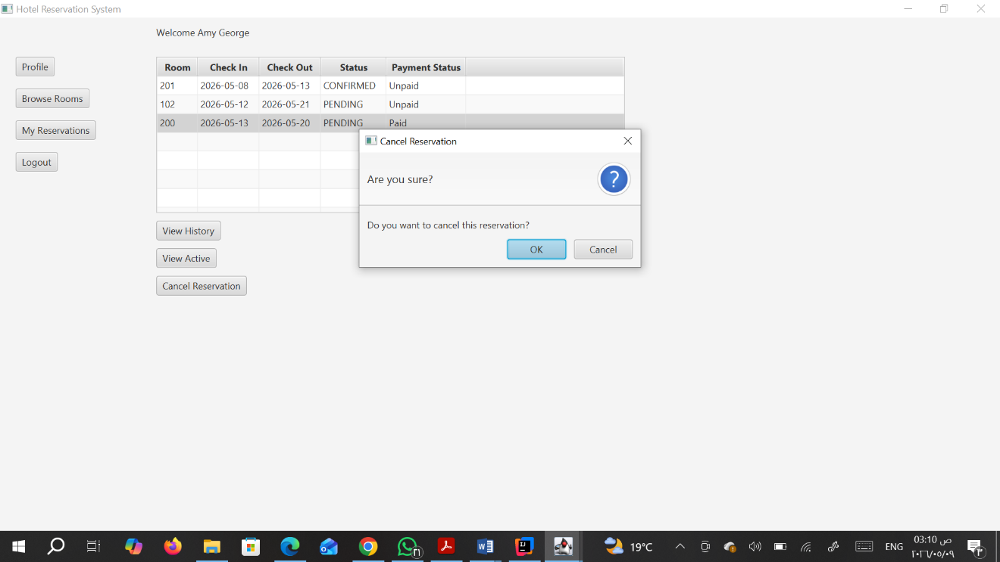 Hotel Reservation System
Welcome Amy George
Profile
Browse Rooms
My Reservations
Logout
Room Check In Check Out Status Payment Status
201 2026-05-08 2026-05-13 CONFIRMED Unpaid
102 2026-05-12 2026-05-21 PENDING Unpaid
200 2026-05-13 2026-05-20 PENDING Paid
Cancel Reservation
Are you sure?
?
Do you want to cancel this reservation?
OK Cancel
View History
View Active
Cancel Reservation
19°C ENG 03:10 ص
٢٠٢٦/٠٥/٠٩
٣